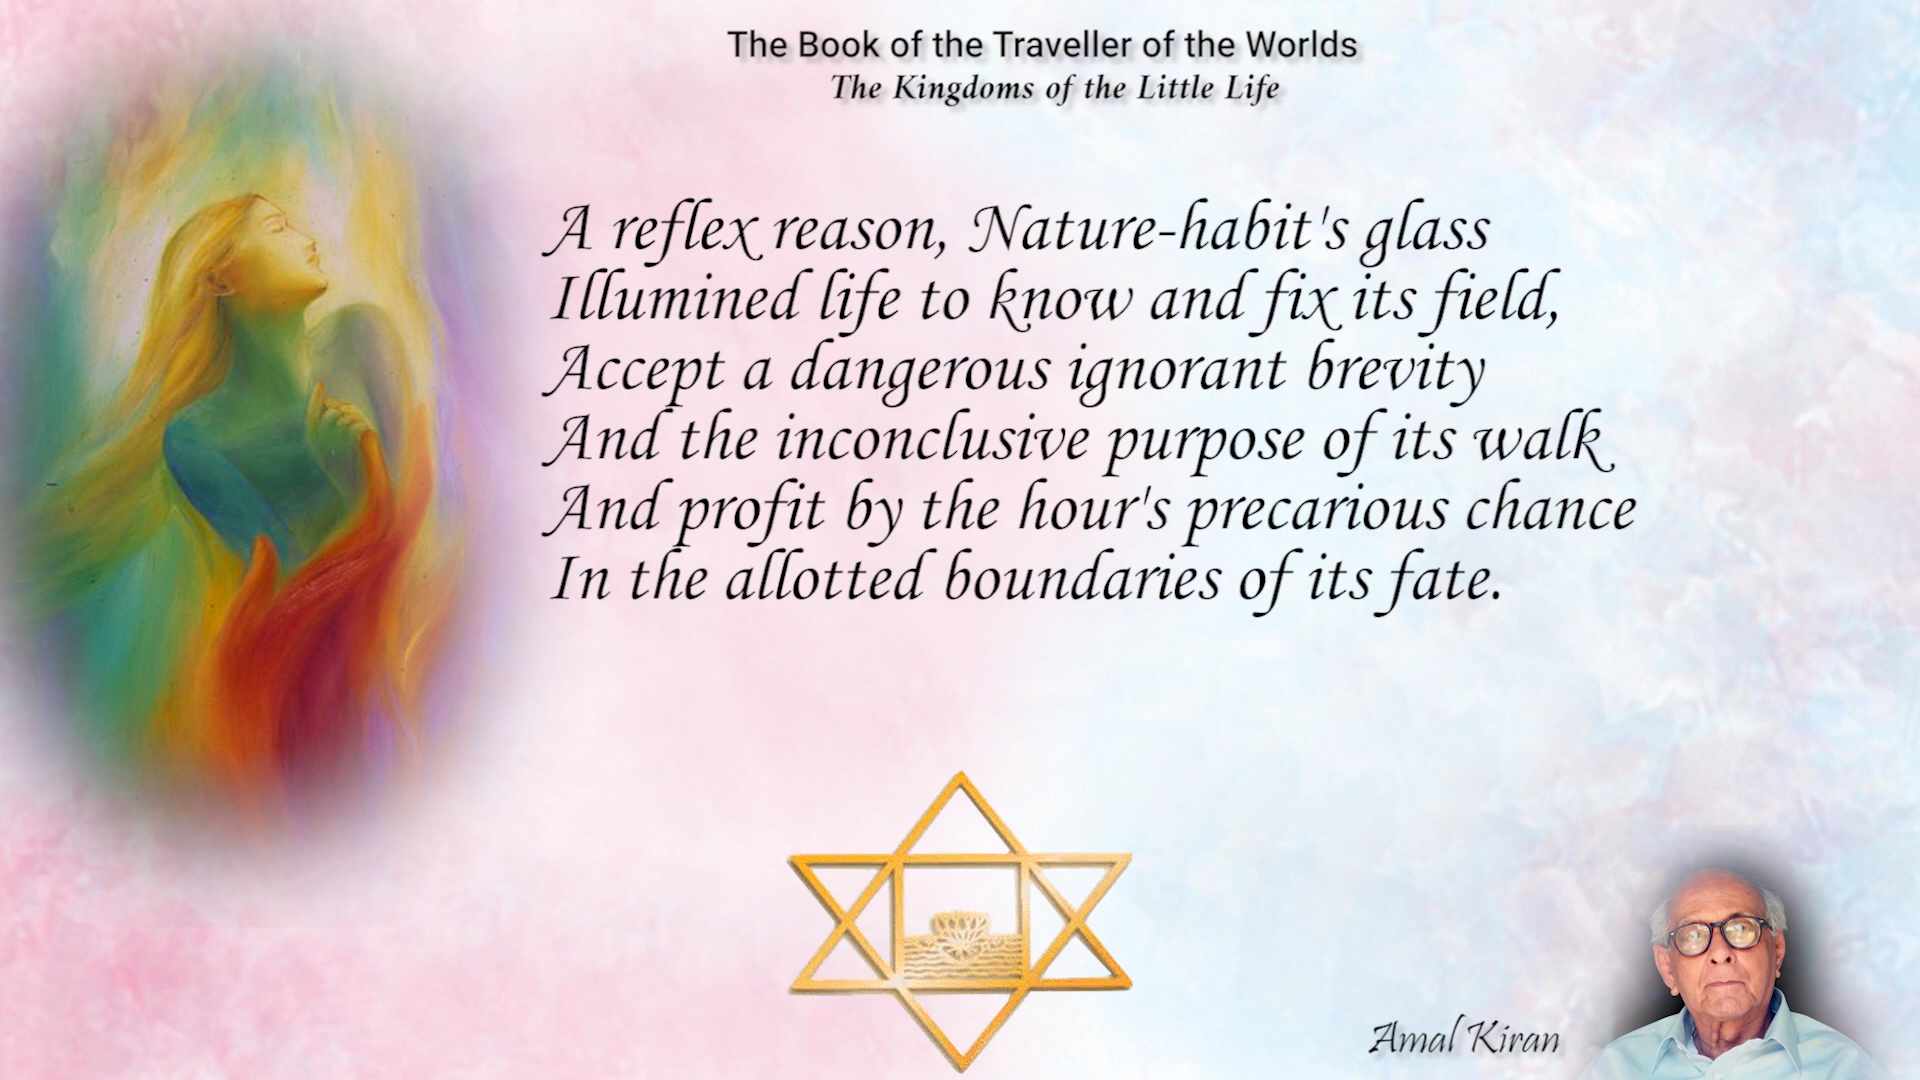 The Book of the Traveller of the Worlds
The Kingdoms of the Little Life
A reflex reason, Nature-habit's glass
Illumined life to know and fix its field,
Accept a dangerous ignorant brevity
And the inconclusive purpose of its walk
And profit by the hour's precarious chance
In the allotted boundaries of its fate.
Amal Kiran